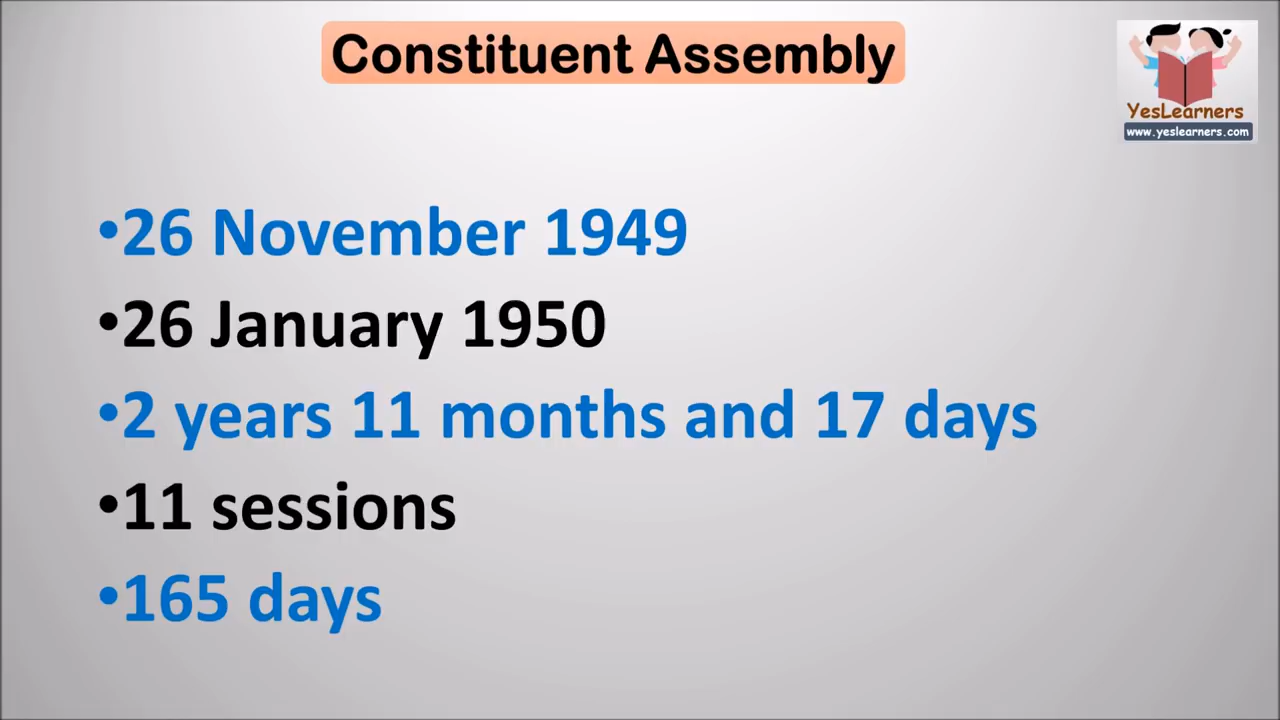 Constituent Assembly
YesLearners
www.yeslearners.com
•26 November 1949
•26 January 1950
•2 years 11 months and 17 days
•11 sessions
•165 days